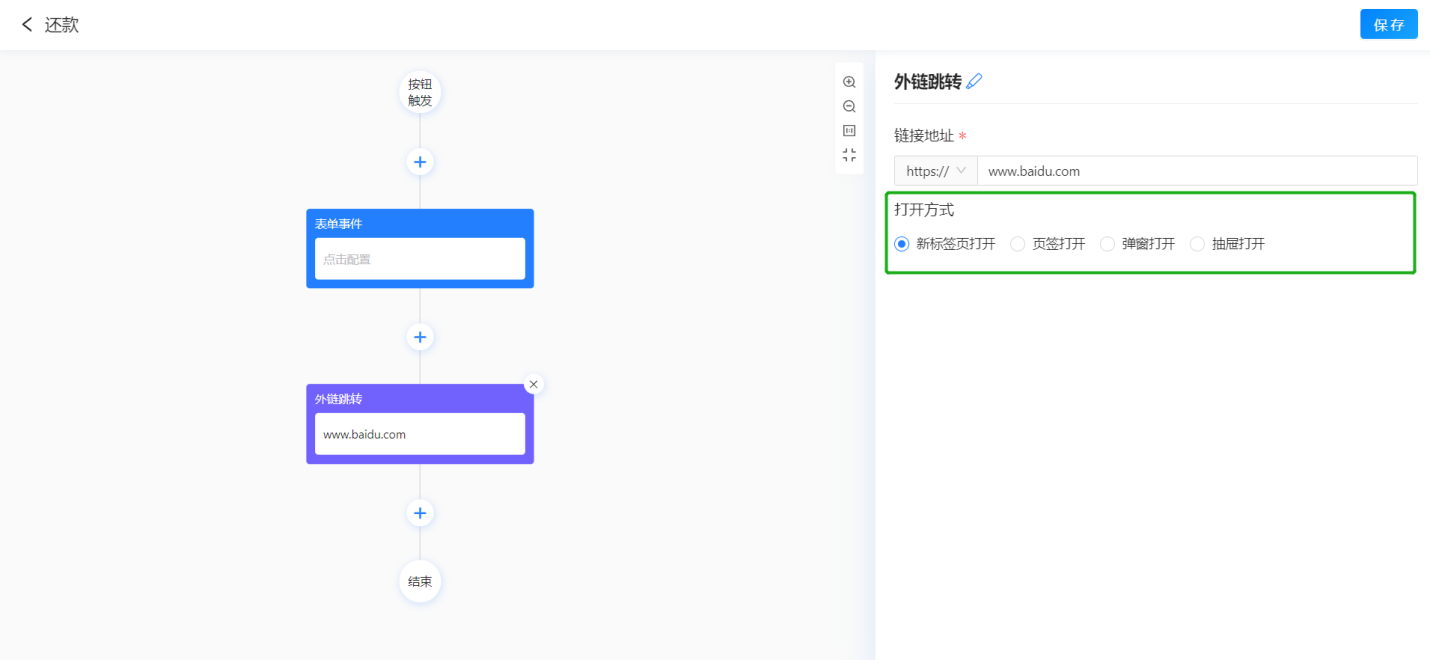 还款
保存
按钮
触发
表单事件
点击配置
外链跳转
www.baidu.com
结束
外链跳转
链接地址 *
https:// www.baidu.com
打开方式
新标签页打开 页签打开 弹窗打开 抽屉打开